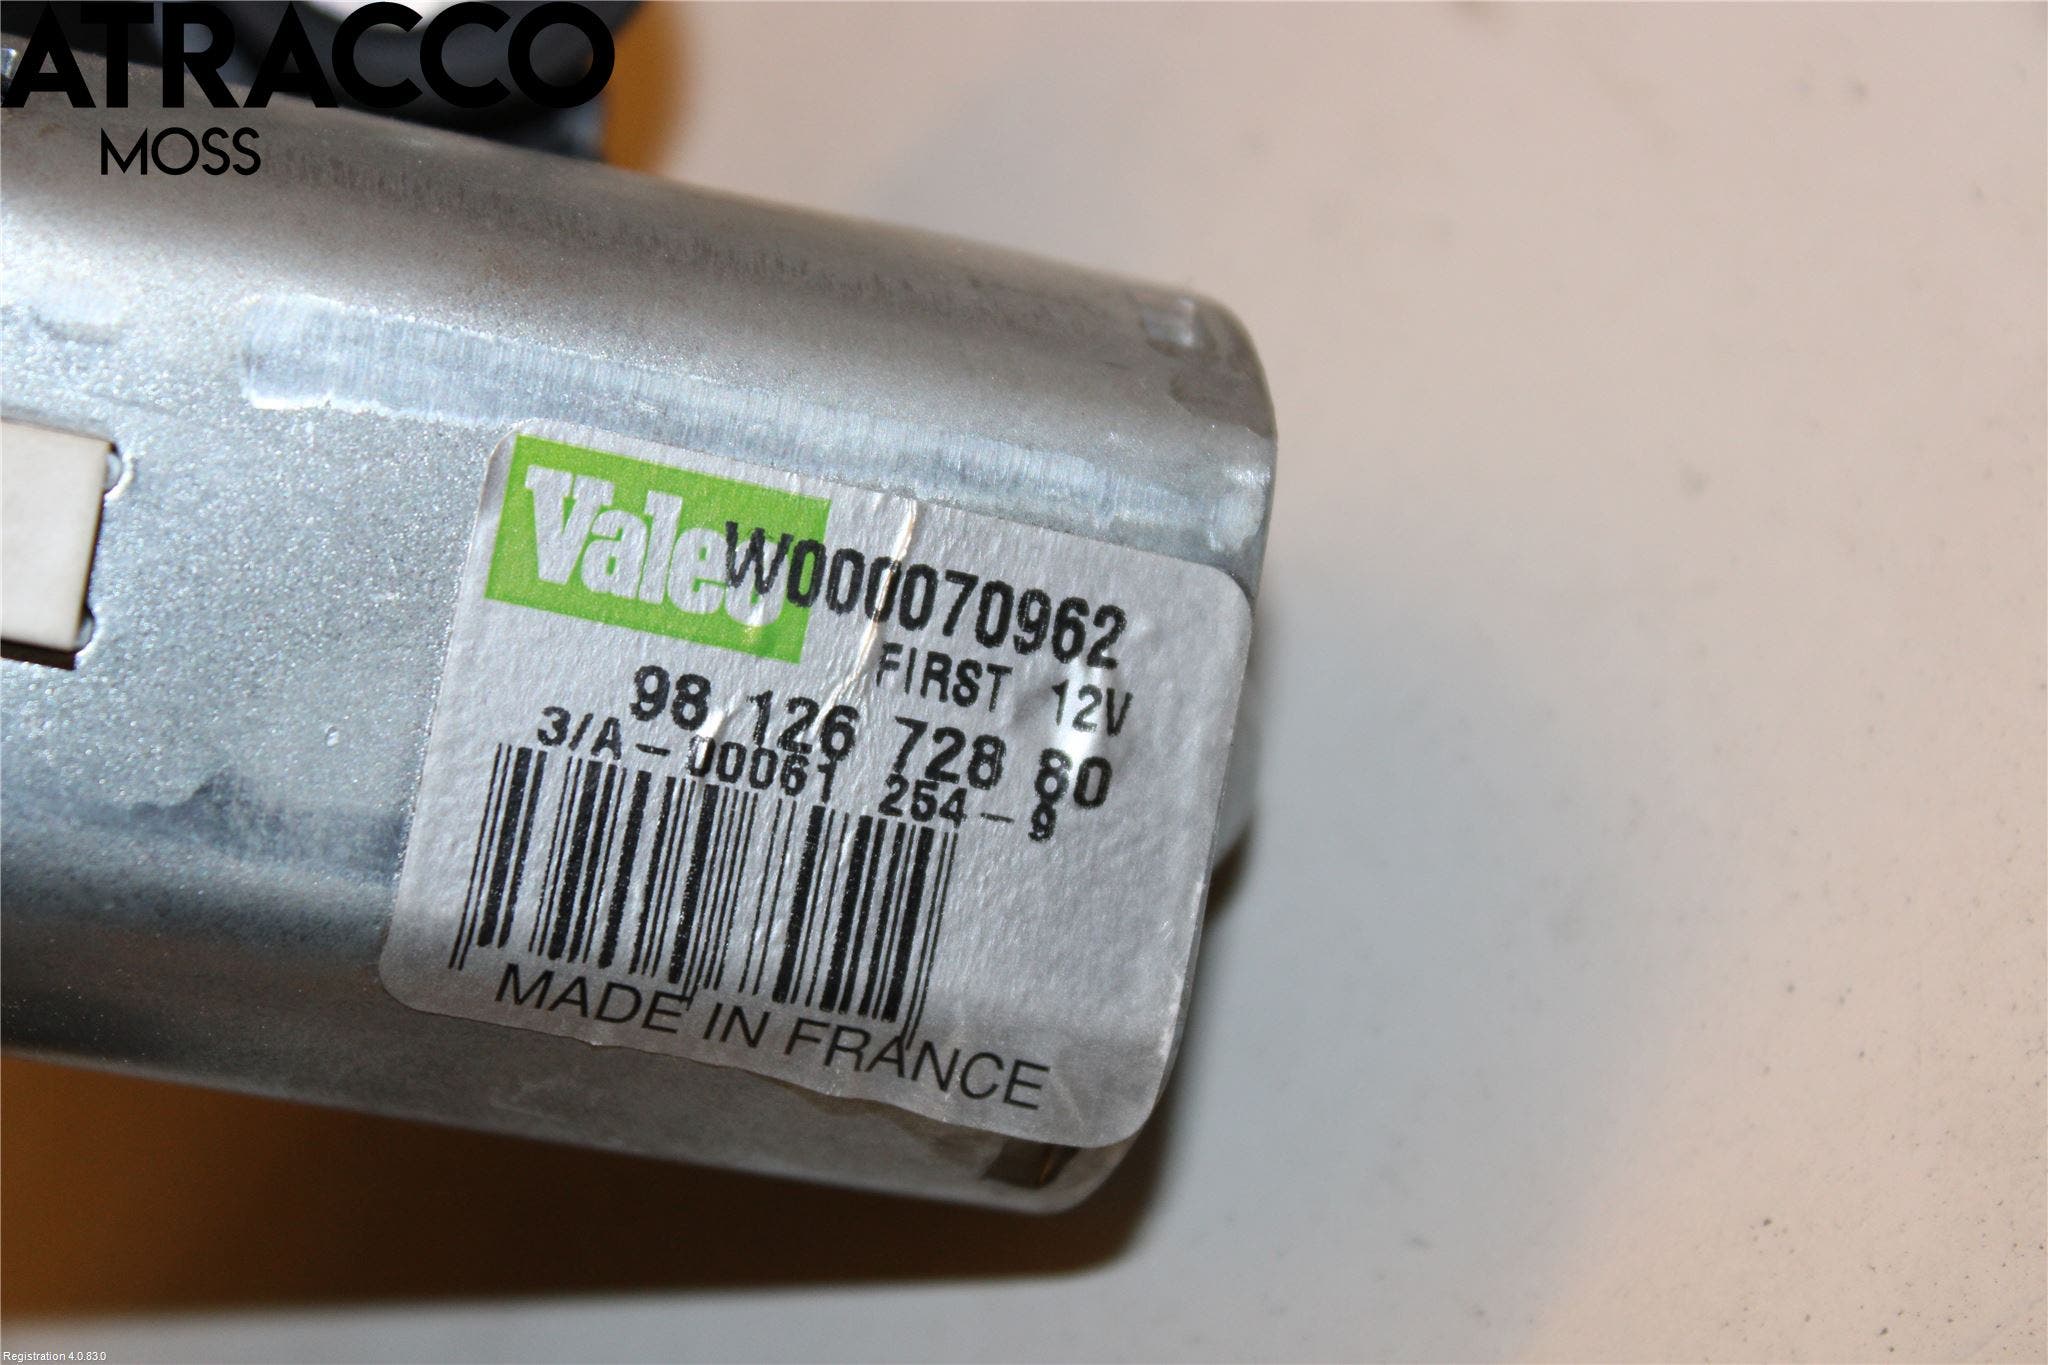 ATRACCO
MOSS
Valeo W000070962
FIRST 12V
98 126 728 80
3/A-00061 254-9
MADE IN FRANCE
Registration 4.0.83.0